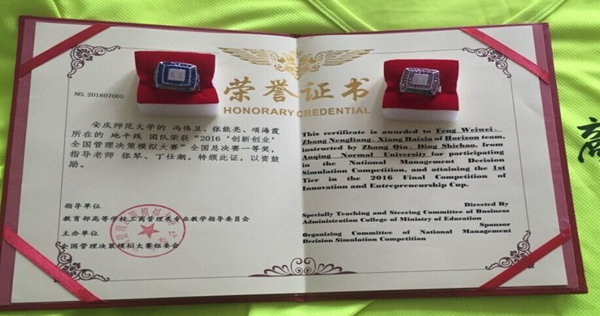 荣誉证书
HONORARY CREDENTIAL
NO. 201607060
安庆师范大学的 冯伟卫、张能亮、项海霞
所在的 地平线 团队荣获“2016‘创新创业’
全国管理决策模拟大赛”全国总决赛一等奖。
指导老师 张琴、丁仕潮。特颁此证，以资鼓
励。
指导单位
教育部高等学校工商管理类专业教学指导委员会
主办单位
全国管理决策模拟大赛组委会
This certificate is awarded to Feng Weiwei,
Zhang Nengliang, Xiang Haixia of Horizon team,
instructed by Zhang Qin, Ding Shichao, from
Anqing Normal University for participating
in the National Management Decision
Simulation Competition, and attaining the 1st
Tier in the 2016 Final Competition of
Innovation and Entrepreneurship Cup.
Directed By
Specially Teaching and Steering Committee of Business
Administration College of Ministry of Education
Sponsor
Organizing Committee of National Management
Decision Simulation Competition